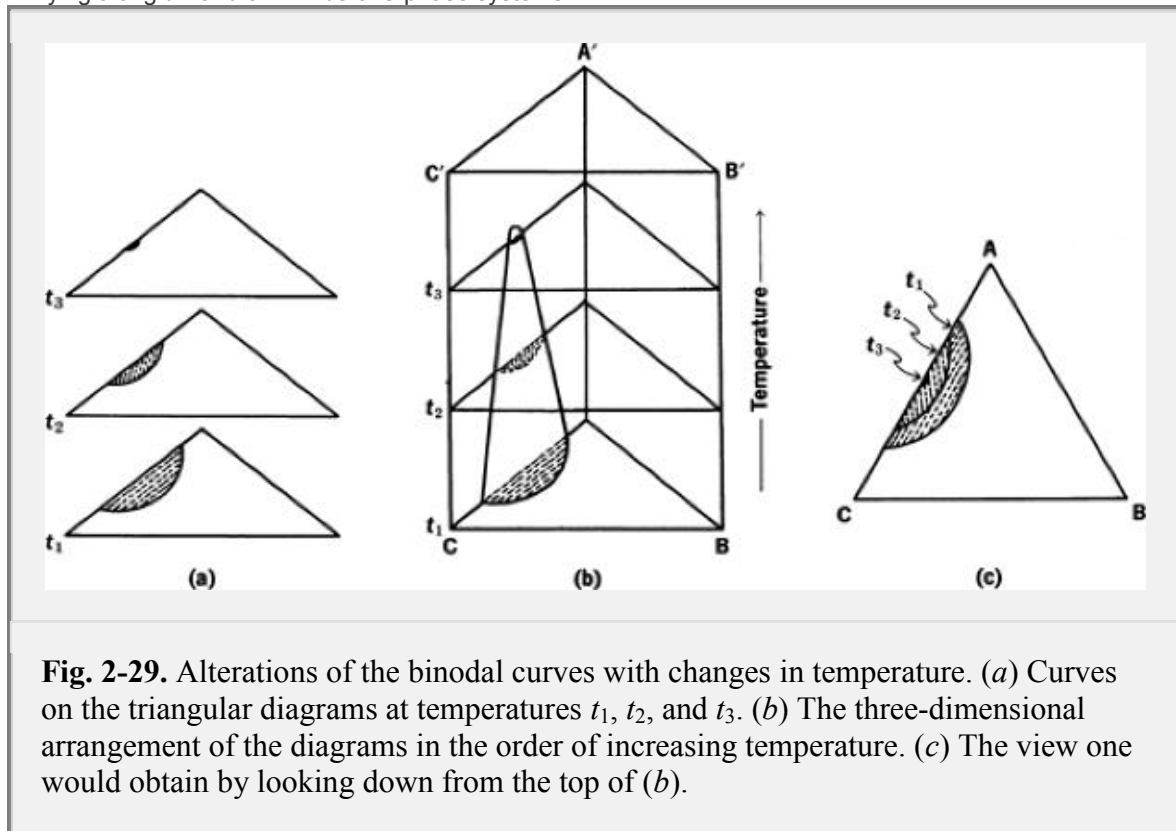 A′
C′
B′
t3
t3
t2
t2
t1
t1
C
B
Temperature
A
t1
t2
t3
C
B
(a)
(b)
(c)
Fig. 2-29. Alterations of the binodal curves with changes in temperature. (a) Curves
on the triangular diagrams at temperatures t1, t2, and t3. (b) The three-dimensional
arrangement of the diagrams in the order of increasing temperature. (c) The view one
would obtain by looking down from the top of (b).